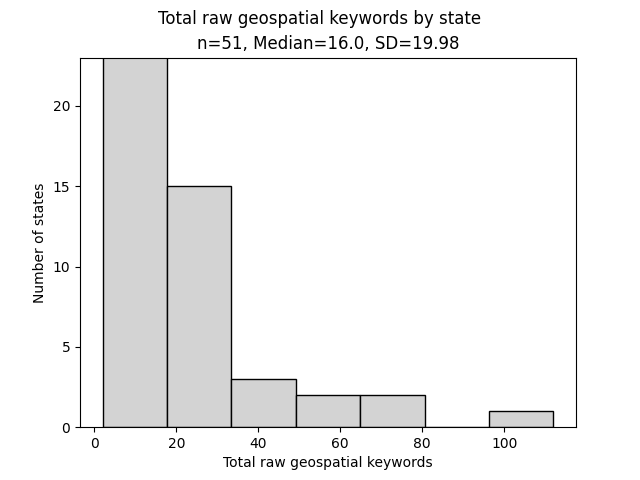 Total raw geospatial keywords by state
n=51, Median=16.0, SD=19.98
20
15
10
5
0
Number of states
0 20 40 60 80 100
Total raw geospatial keywords